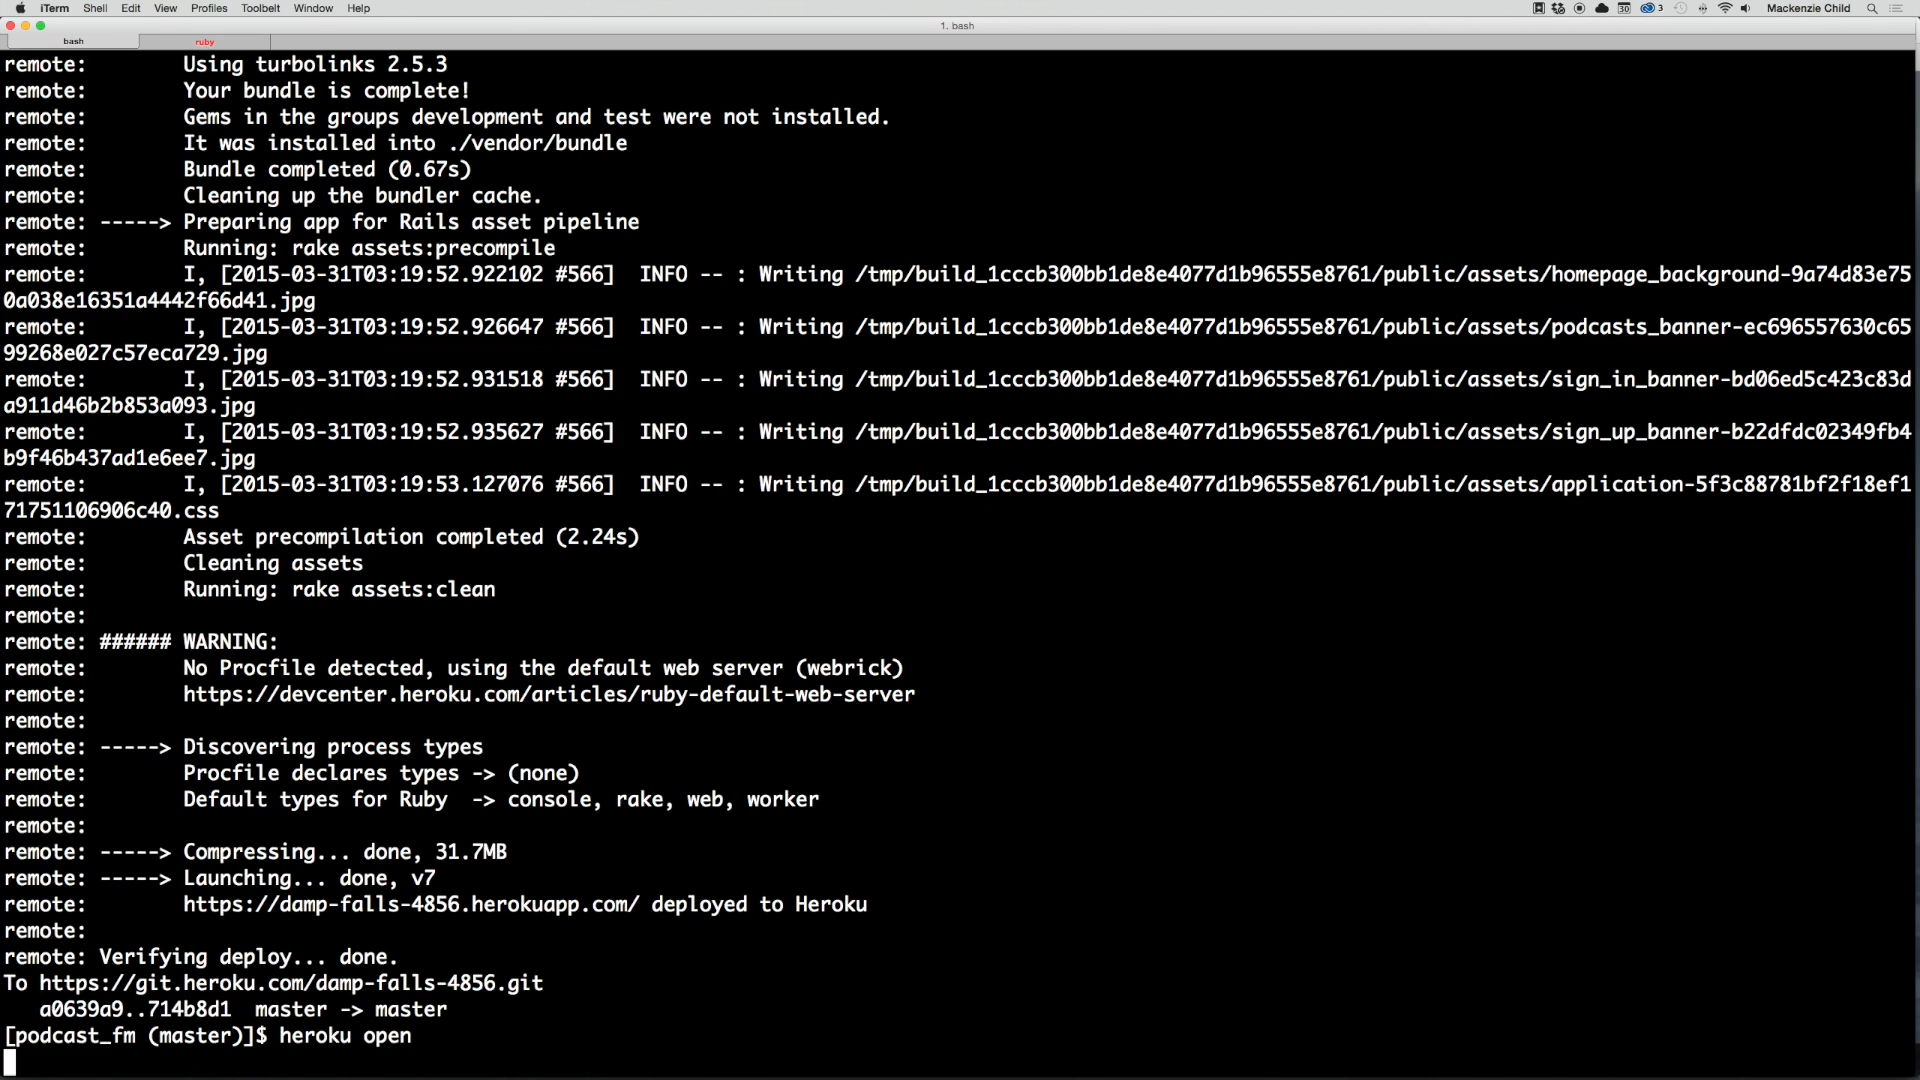 iTerm Shell Edit View Profiles Toolbelt Window Help 30 3 Mackenzie Child
1. bash
bash ruby
remote:        Using turbolinks 2.5.3
remote:        Your bundle is complete!
remote:        Gems in the groups development and test were not installed.
remote:        It was installed into ./vendor/bundle
remote:        Bundle completed (0.67s)
remote:        Cleaning up the bundler cache.
remote: -----> Preparing app for Rails asset pipeline
remote:        Running: rake assets:precompile
remote:        I, [2015-03-31T03:19:52.922102 #566]  INFO -- : Writing /tmp/build_1cccb300bb1de8e4077d1b96555e8761/public/assets/homepage_background-9a74d83e75
0a038e16351a4442f66d41.jpg
remote:        I, [2015-03-31T03:19:52.926647 #566]  INFO -- : Writing /tmp/build_1cccb300bb1de8e4077d1b96555e8761/public/assets/podcasts_banner-ec696557630c65
99268e027c57eca729.jpg
remote:        I, [2015-03-31T03:19:52.931518 #566]  INFO -- : Writing /tmp/build_1cccb300bb1de8e4077d1b96555e8761/public/assets/sign_in_banner-bd06ed5c423c83d
a911d46b2b853a093.jpg
remote:        I, [2015-03-31T03:19:52.935627 #566]  INFO -- : Writing /tmp/build_1cccb300bb1de8e4077d1b96555e8761/public/assets/sign_up_banner-b22dfdc02349fb4
b9f46b437ad1e6ee7.jpg
remote:        I, [2015-03-31T03:19:53.127076 #566]  INFO -- : Writing /tmp/build_1cccb300bb1de8e4077d1b96555e8761/public/assets/application-5f3c88781bf2f18ef1
71751106906c40.css
remote:        Asset precompilation completed (2.24s)
remote:        Cleaning assets
remote:        Running: rake assets:clean
remote:
remote: ###### WARNING:
remote:        No Procfile detected, using the default web server (webrick)
remote:        https://devcenter.heroku.com/articles/ruby-default-web-server
remote:
remote: -----> Discovering process types
remote:        Procfile declares types -> (none)
remote:        Default types for Ruby  -> console, rake, web, worker
remote:
remote: -----> Compressing... done, 31.7MB
remote: -----> Launching... done, v7
remote:        https://damp-falls-4856.herokuapp.com/ deployed to Heroku
remote:
remote: Verifying deploy... done.
To https://git.heroku.com/damp-falls-4856.git
   a0639a9..714b8d1  master -> master
[podcast_fm (master)]$ heroku open